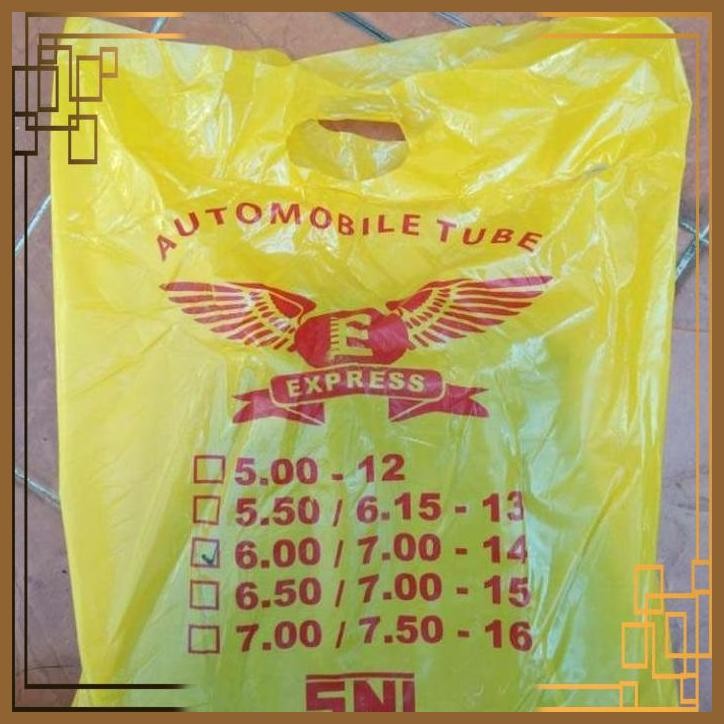 AUTOMOBILE TUBE
E
EXPRESS
5.00 - 12
5.50 / 6.15 - 13
6.00 / 7.00 - 14
6.50 / 7.00 - 15
7.00 / 7.50 - 16
SNI